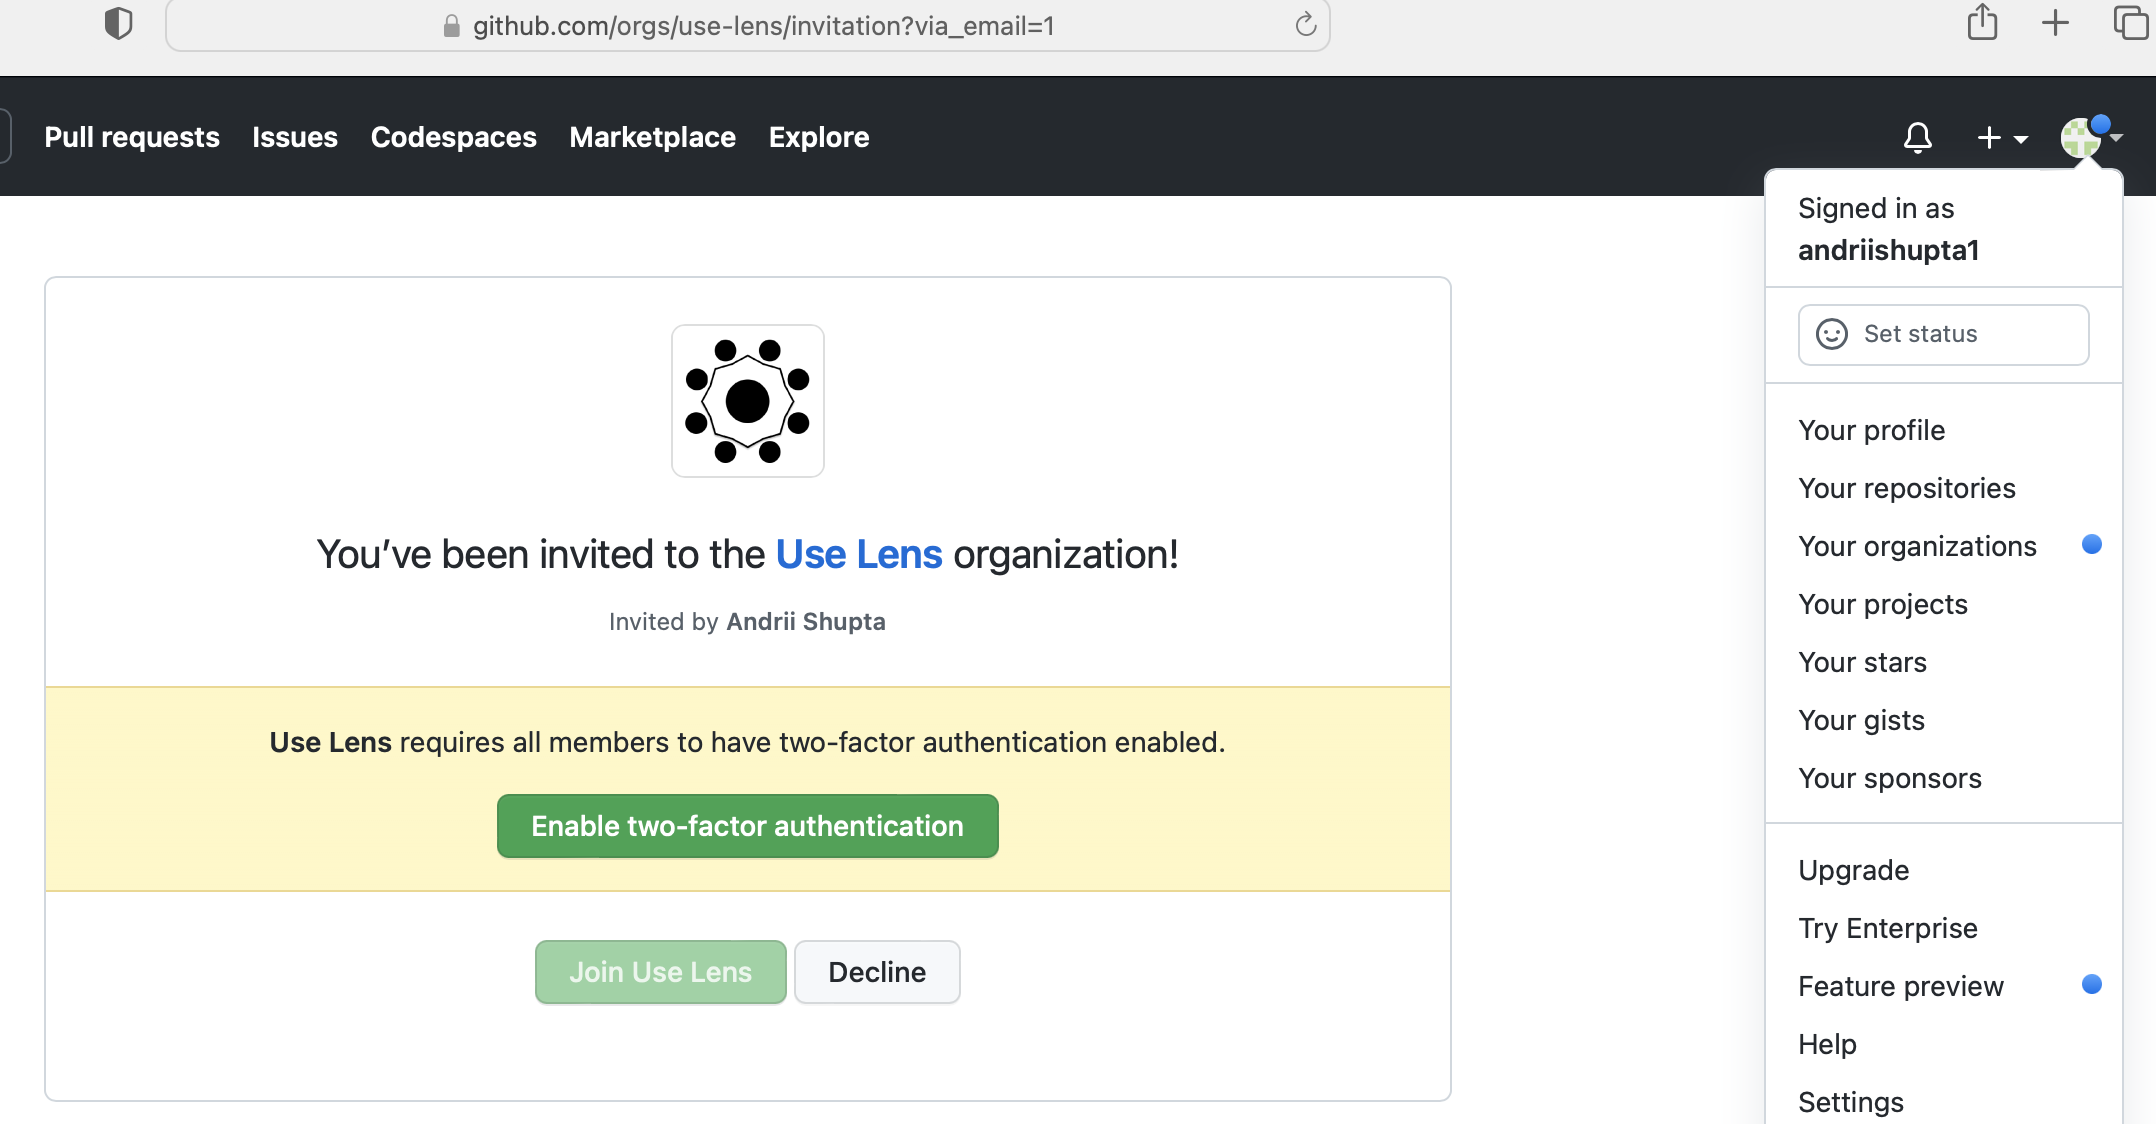 github.com/orgs/use-lens/invitation?via_email=1
Pull requests Issues Codespaces Marketplace Explore
Signed in as
andriishupta1
Set status
Your profile
Your repositories
Your organizations
Your projects
Your stars
Your gists
Your sponsors
Upgrade
Try Enterprise
Feature preview
Help
Settings
You’ve been invited to the Use Lens organization!
Invited by Andrii Shupta
Use Lens requires all members to have two-factor authentication enabled.
Enable two-factor authentication
Join Use Lens Decline